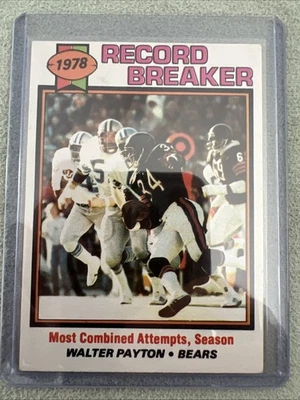 1978
RECORD
BREAKER
Most Combined Attempts, Season
WALTER PAYTON • BEARS